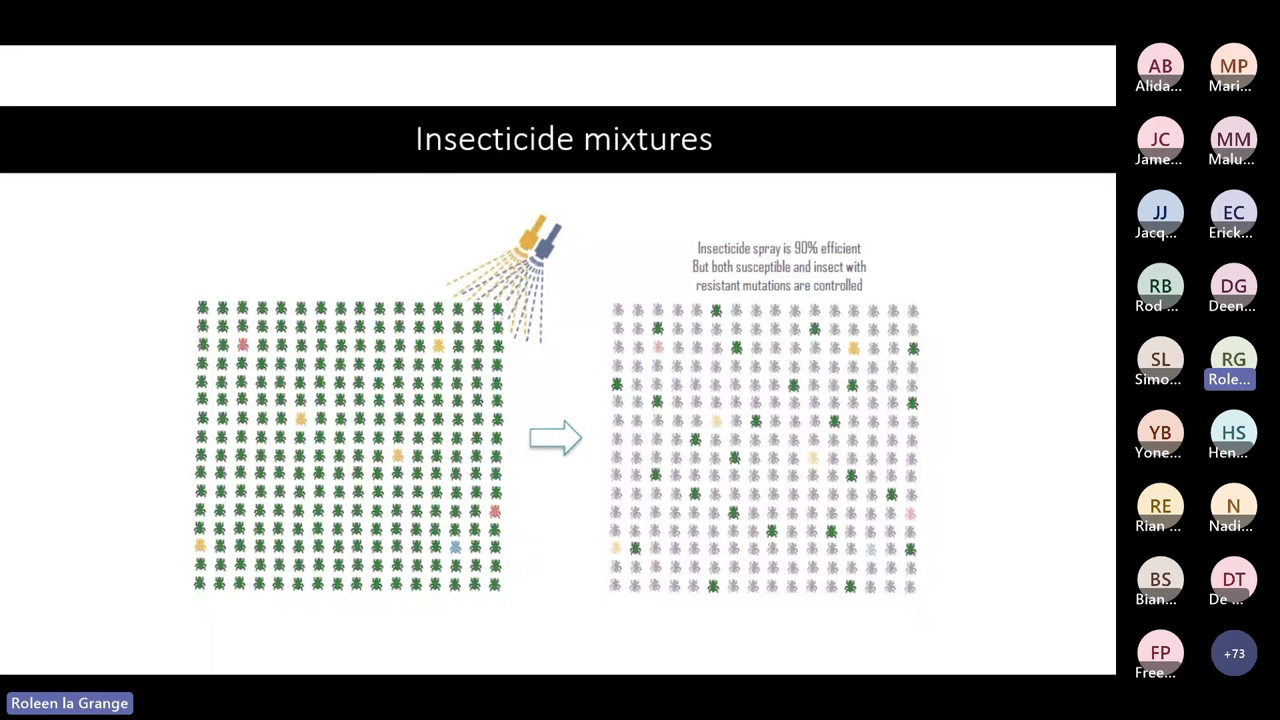 Insecticide mixtures
Insecticide spray is 90% efficient
But both susceptible and insect with
resistant mutations are controlled
AB
Alida...
MP
Mari...
JC
Jame...
MM
Malu...
JJ
Jacq...
EC
Erick...
RB
Rod ...
DG
Deen...
SL
Simo...
RG
Role...
YB
Yone...
HS
Hen...
RE
Rian ...
N
Nadi...
BS
Bian...
DT
De ...
FP
Free...
+73
Roleen la Grange